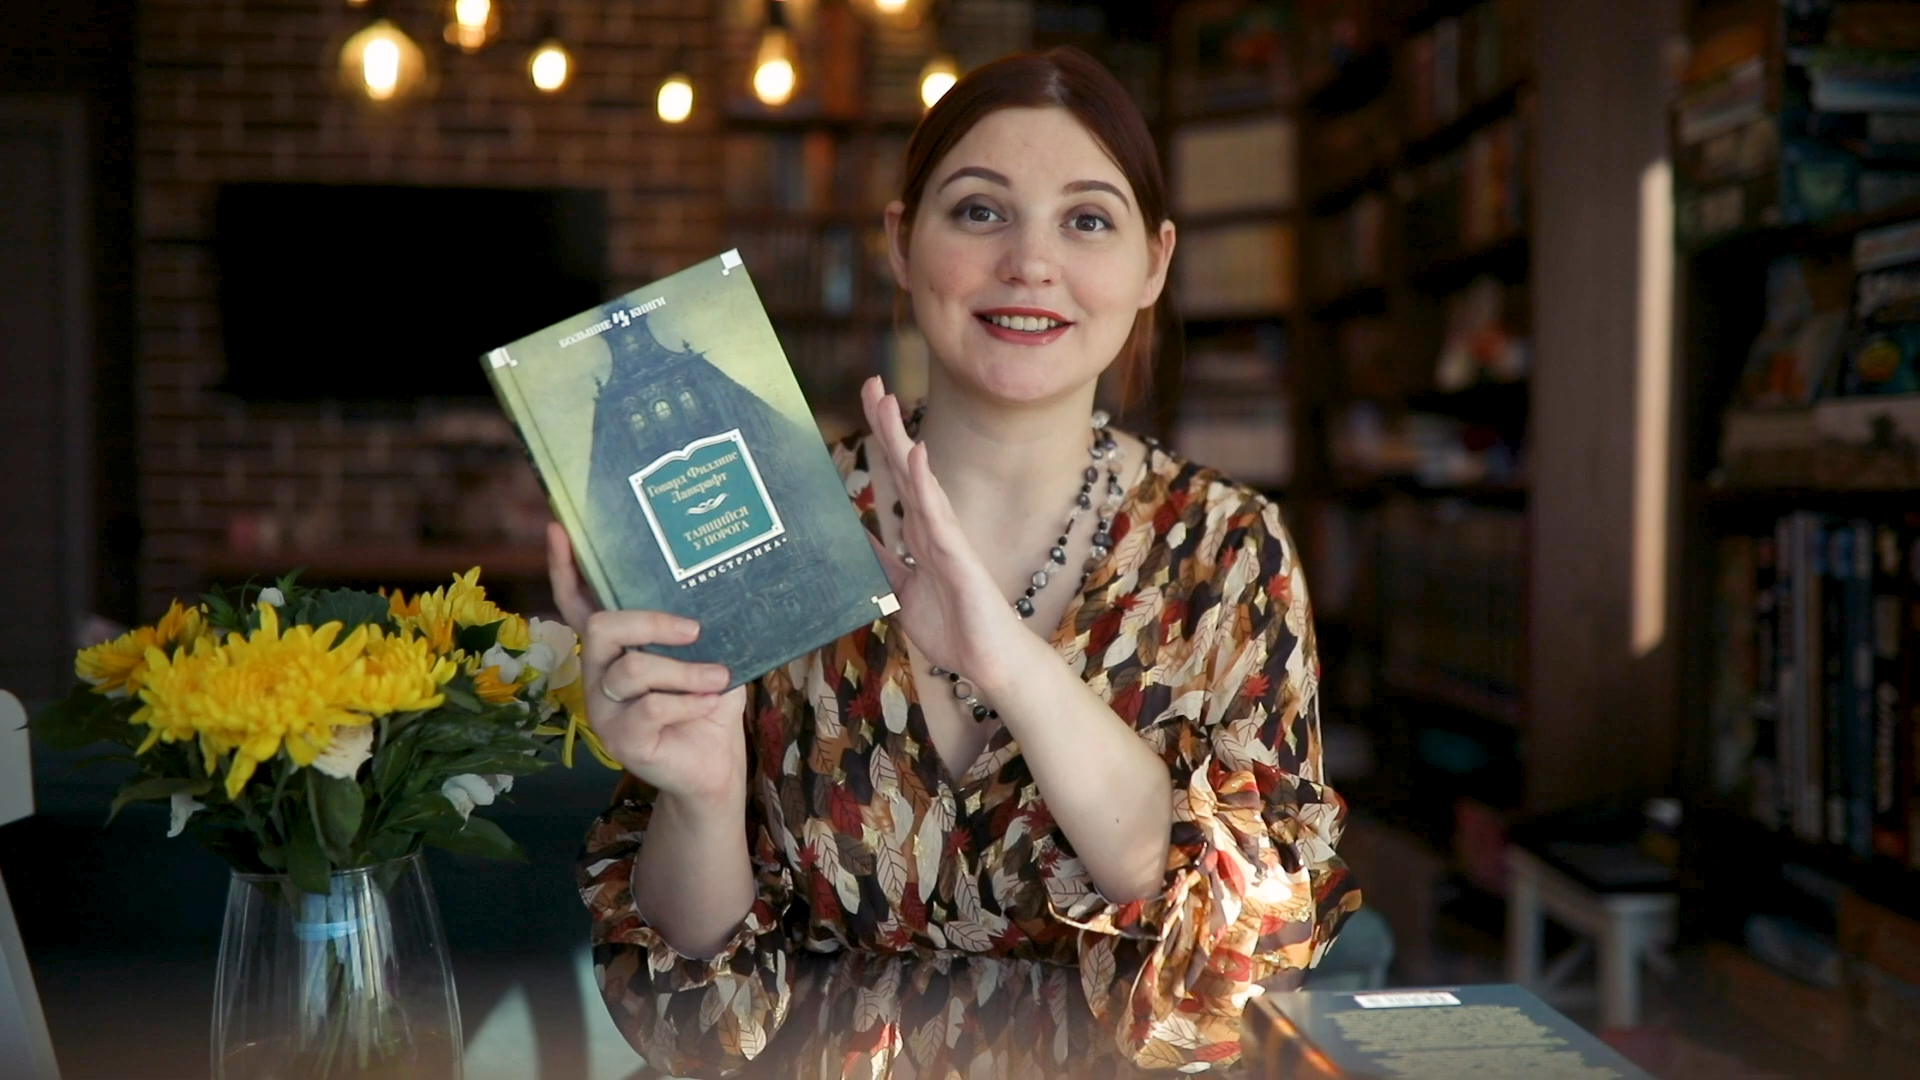 БОЛЬШИЕ КНИГИ
Говард Филлипс
Лавкрафт
ТАЯЩИЙСЯ
У ПОРОГА
•ИНОСТРАНКА•